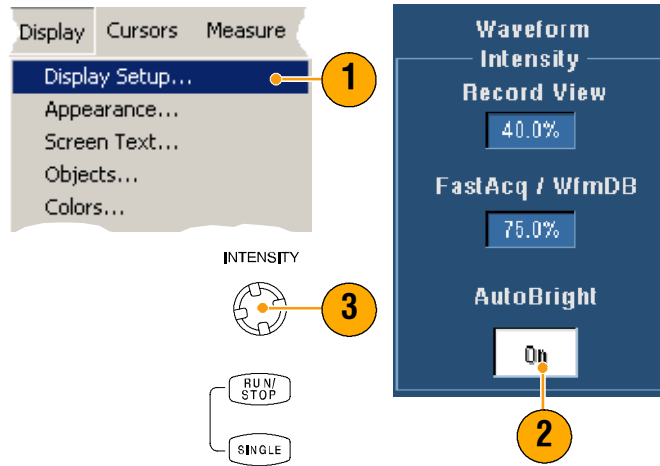 Display Cursors Measure
Display Setup...
Appearance...
Screen Text...
Objects...
Colors...
1
INTENSITY
3
RUN/
STOP
SINGLE
Waveform
Intensity
Record View
40.0%
FastAcq / WfmDB
75.0%
AutoBright
On
2